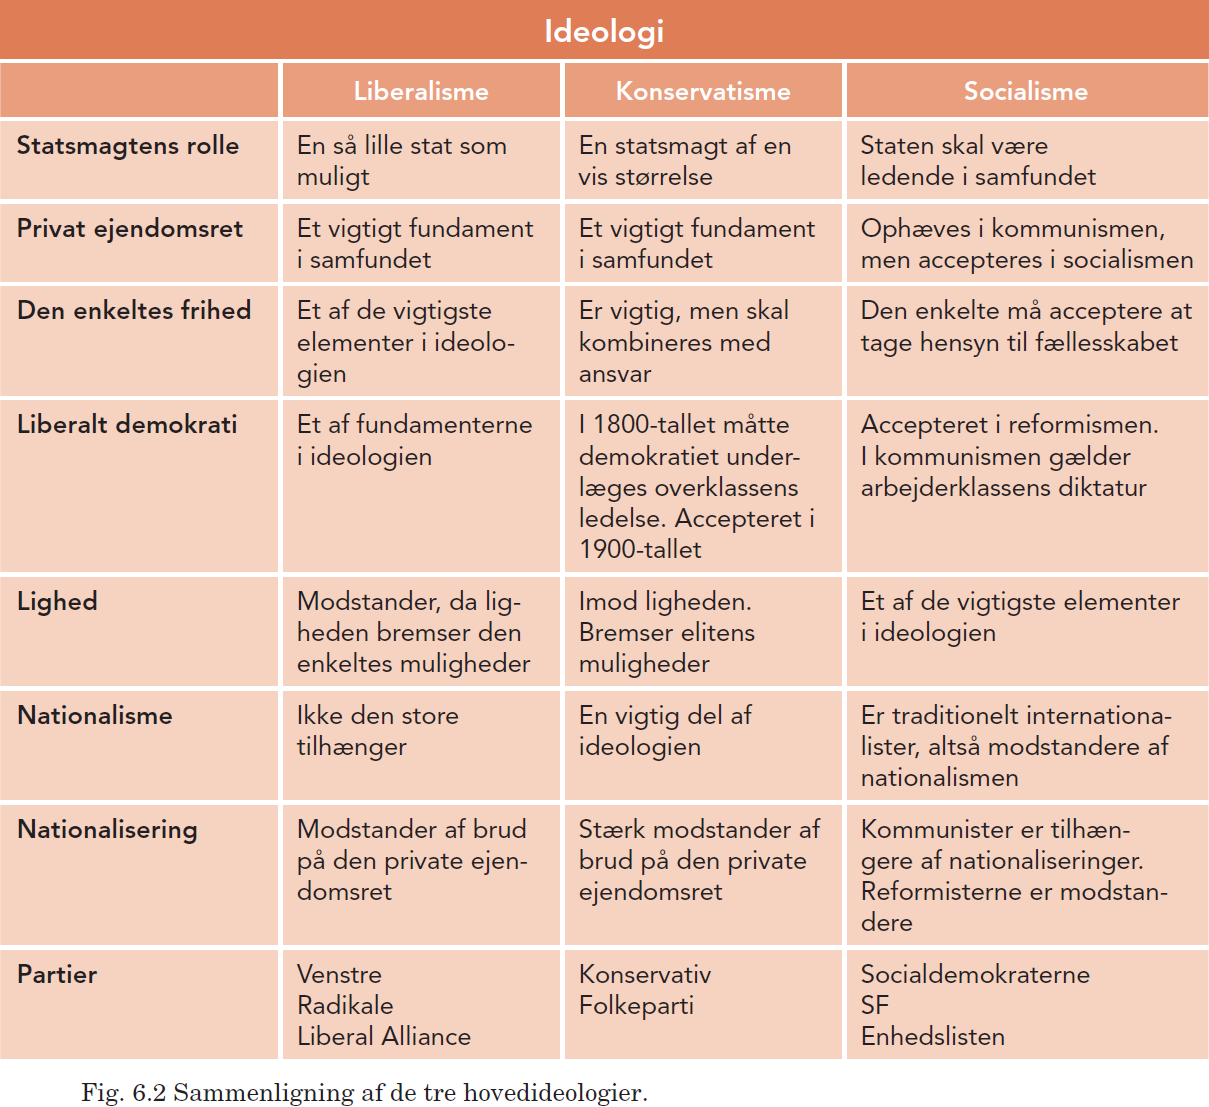 Ideologi
Liberalisme Konservatisme Socialisme
Statsmagtens rolle
En så lille stat som
muligt
En statsmagt af en
vis størrelse
Staten skal være
ledende i samfundet
Privat ejendomsret
Et vigtigt fundament
i samfundet
Et vigtigt fundament
i samfundet
Ophæves i kommunismen,
men accepteres i socialismen
Den enkeltes frihed
Et af de vigtigste
elementer i ideolo-
gien
Er vigtig, men skal
kombineres med
ansvar
Den enkelte må acceptere at
tage hensyn til fællesskabet
Liberalt demokrati
Et af fundamenterne
i ideologien
I 1800-tallet måtte
demokratiet under-
lægges overklassens
ledelse. Accepteret i
1900-tallet
Accepteret i reformismen.
I kommunismen gælder
arbejderklassens diktatur
Lighed
Modstander, da lig-
heden bremser den
enkeltes muligheder
Imod ligheden.
Bremser elitens
muligheder
Et af de vigtigste elementer
i ideologien
Nationalisme
Ikke den store
tilhænger
En vigtig del af
ideologien
Er traditionelt internationa-
lister, altså modstandere af
nationalismen
Nationalisering
Modstander af brud
på den private ejen-
domsret
Stærk modstander af
brud på den private
ejendomsret
Kommunister er tilhæn-
gere af nationaliseringer.
Reformisterne er modstan-
dere
Partier
Venstre
Radikale
Liberal Alliance
Konservativ
Folkeparti
Socialdemokraterne
SF
Enhedslisten
Fig. 6.2 Sammenligning af de tre hovedideologier.